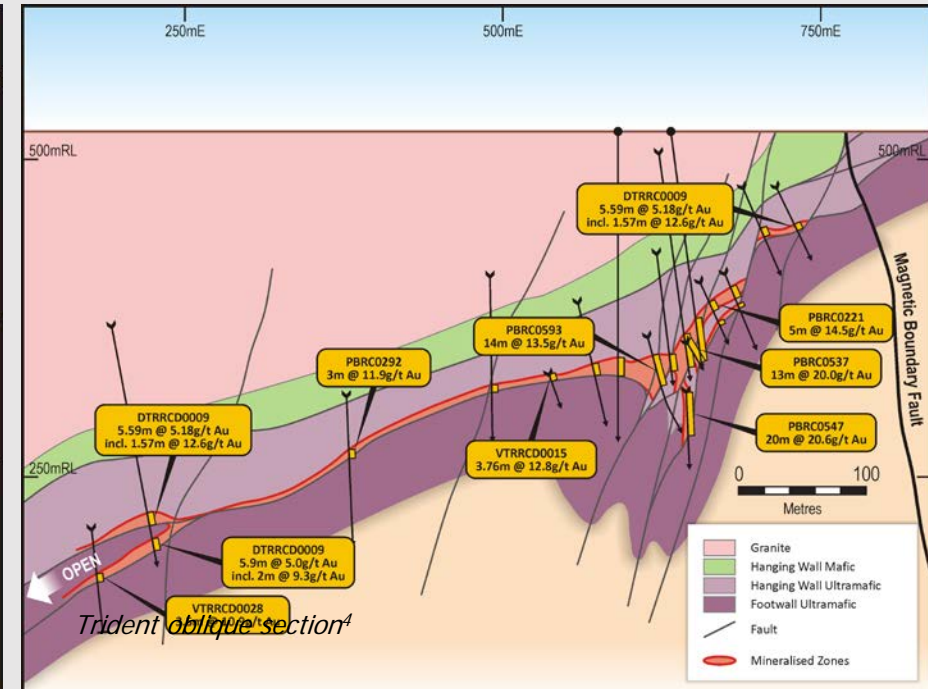 250mE
500mE
750mE
500mRL
500mRL
DTRRC0009
5.59m @ 5.18g/t Au
incl. 1.57m @ 12.6g/t Au
Magnetic Boundary Fault
PBRC0593
14m @ 13.5g/t Au
PBRC0221
5m @ 14.5g/t Au
PBRC0292
3m @ 11.9g/t Au
PBRC0537
13m @ 20.0g/t Au
DTRRCD0009
5.59m @ 5.18g/t Au
incl. 1.57m @ 12.6g/t Au
PBRC0547
20m @ 20.6g/t Au
VTRRCD0015
3.76m @ 12.8g/t Au
250mRL
0
100
Metres
DTRRCD0009
5.9m @ 5.0g/t Au
incl. 2m @ 9.3g/t Au
OPEN
VTRRCD0028
Trident oblique section⁴
Granite
Hanging Wall Mafic
Hanging Wall Ultramafic
Footwall Ultramafic
Fault
Mineralised Zones